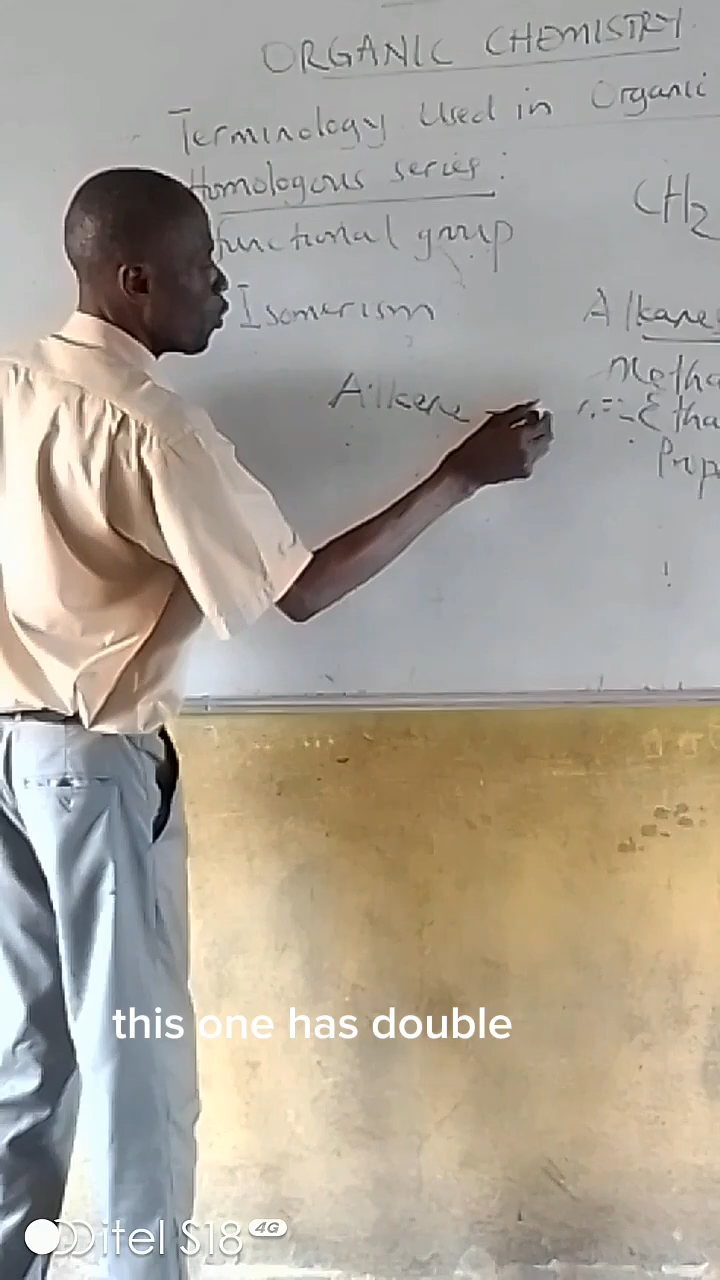 ORGANIC CHEMISTRY
Terminology Used in Organi
Homologous series:
functional group
CH2
Isomerism
Alkane
Metha
Alkene
Etha
Prop
this one has double
itel S18 4G